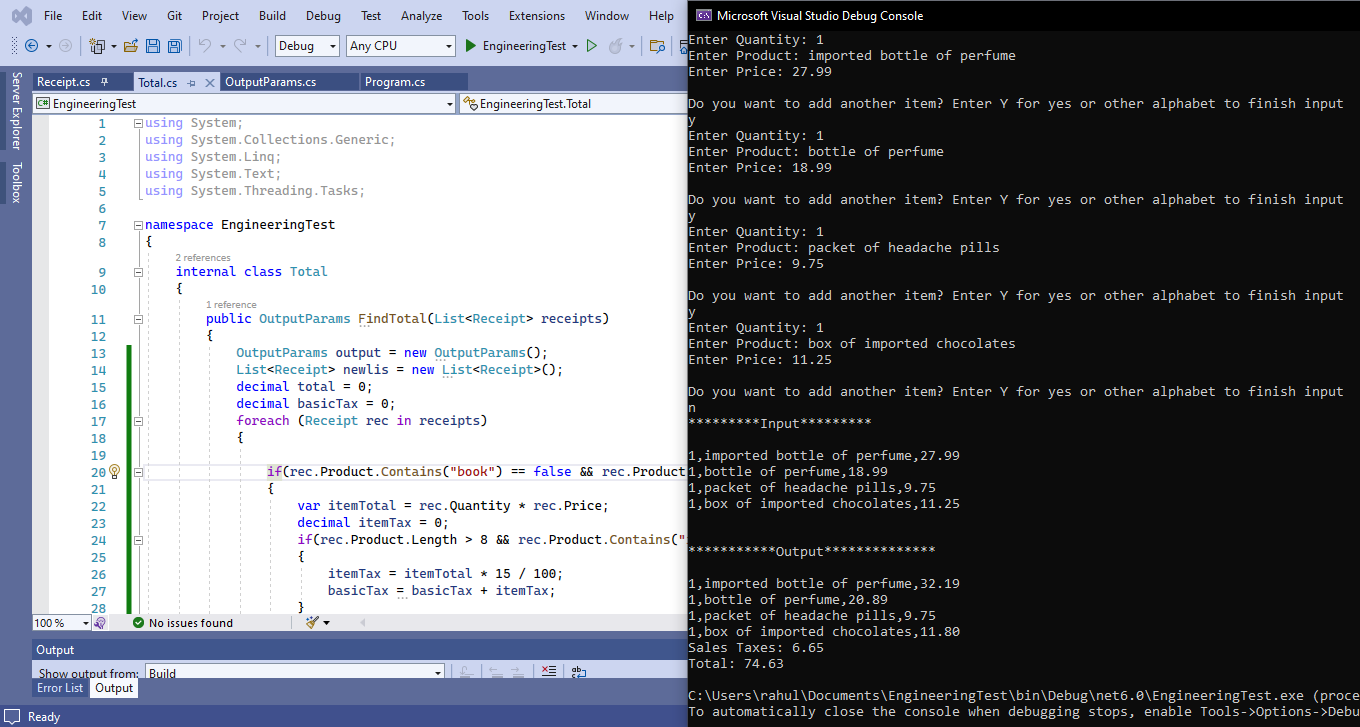 File Edit View Git Project Build Debug Test Analyze Tools Extensions Window Help
Debug Any CPU EngineeringTest
Server Explorer
Toolbox
Receipt.cs Total.cs OutputParams.cs Program.cs
C# EngineeringTest EngineeringTest.Total
1 using System;
2 using System.Collections.Generic;
3 using System.Linq;
4 using System.Text;
5 using System.Threading.Tasks;
6
7 namespace EngineeringTest
8 {
2 references
9 internal class Total
10 {
1 reference
11 public OutputParams FindTotal(List<Receipt> receipts)
12 {
13 OutputParams output = new OutputParams();
14 List<Receipt> newlis = new List<Receipt>();
15 decimal total = 0;
16 decimal basicTax = 0;
17 foreach (Receipt rec in receipts)
18 {
19
20 if(rec.Product.Contains("book") == false && rec.Product
21 {
22 var itemTotal = rec.Quantity * rec.Price;
23 decimal itemTax = 0;
24 if(rec.Product.Length > 8 && rec.Product.Contains("
25 {
26 itemTax = itemTotal * 15 / 100;
27 basicTax = basicTax + itemTax;
28 }
100 % No issues found
Output
Show output from: Build
Error List Output
Ready
C:\ Microsoft Visual Studio Debug Console
Enter Quantity: 1
Enter Product: imported bottle of perfume
Enter Price: 27.99
Do you want to add another item? Enter Y for yes or other alphabet to finish input
y
Enter Quantity: 1
Enter Product: bottle of perfume
Enter Price: 18.99
Do you want to add another item? Enter Y for yes or other alphabet to finish input
y
Enter Quantity: 1
Enter Product: packet of headache pills
Enter Price: 9.75
Do you want to add another item? Enter Y for yes or other alphabet to finish input
y
Enter Quantity: 1
Enter Product: box of imported chocolates
Enter Price: 11.25
Do you want to add another item? Enter Y for yes or other alphabet to finish input
n
*********Input*********
1,imported bottle of perfume,27.99
1,bottle of perfume,18.99
1,packet of headache pills,9.75
1,box of imported chocolates,11.25
***********Output**************
1,imported bottle of perfume,32.19
1,bottle of perfume,20.89
1,packet of headache pills,9.75
1,box of imported chocolates,11.80
Sales Taxes: 6.65
Total: 74.63
C:\Users\rahul\Documents\EngineeringTest\bin\Debug\net6.0\EngineeringTest.exe (proce
To automatically close the console when debugging stops, enable Tools->Options->Debu